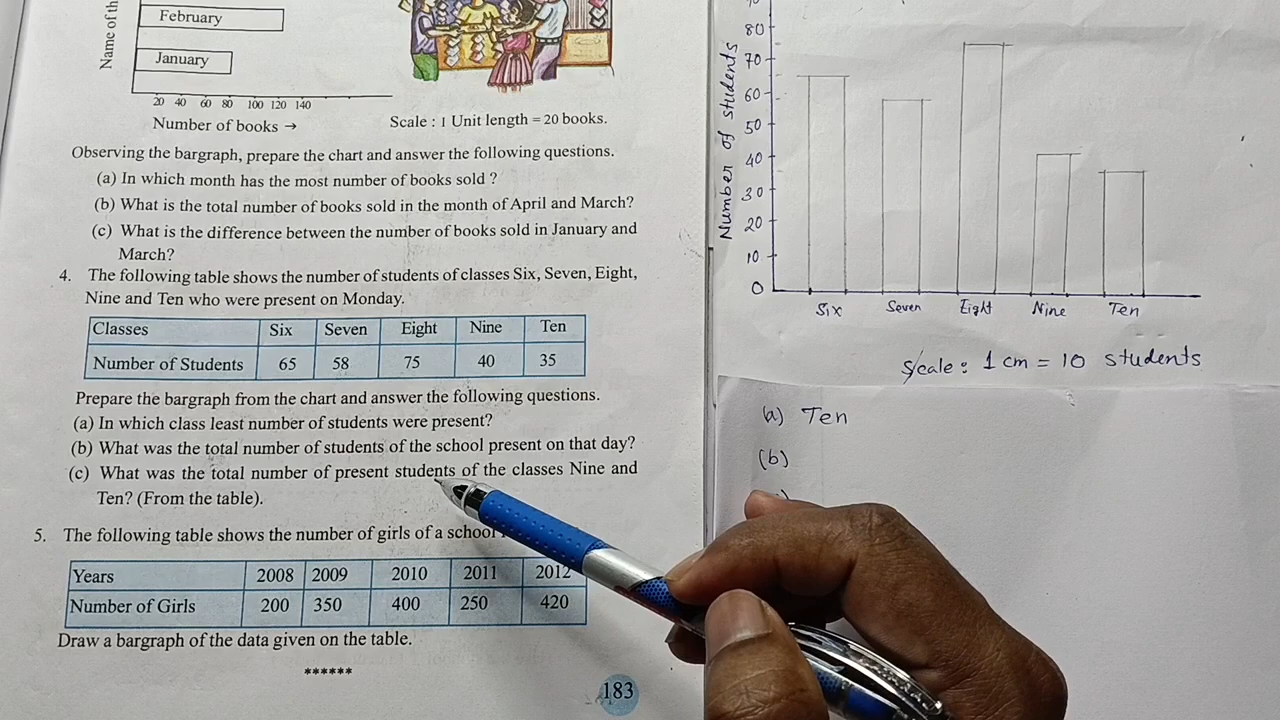 February
January
Name of th
20 40 60 80 100 120 140
Number of books →
Scale : 1 Unit length = 20 books.
Observing the bargraph, prepare the chart and answer the following questions.
(a) In which month has the most number of books sold ?
(b) What is the total number of books sold in the month of April and March?
(c) What is the difference between the number of books sold in January and
March?
4. The following table shows the number of students of classes Six, Seven, Eight,
Nine and Ten who were present on Monday.
Classes Six Seven Eight Nine Ten
Number of Students 65 58 75 40 35
Prepare the bargraph from the chart and answer the following questions.
(a) In which class least number of students were present?
(b) What was the total number of students of the school present on that day?
(c) What was the total number of present students of the classes Nine and
Ten? (From the table).
5. The following table shows the number of girls of a school
Years 2008 2009 2010 2011 2012
Number of Girls 200 350 400 250 420
Draw a bargraph of the data given on the table.
******
183
Number of students
80
70
60
50
40
30
20
10
0
Six Seven Eight Nine Ten
Scale : 1 cm = 10 students
(a) Ten
(b)